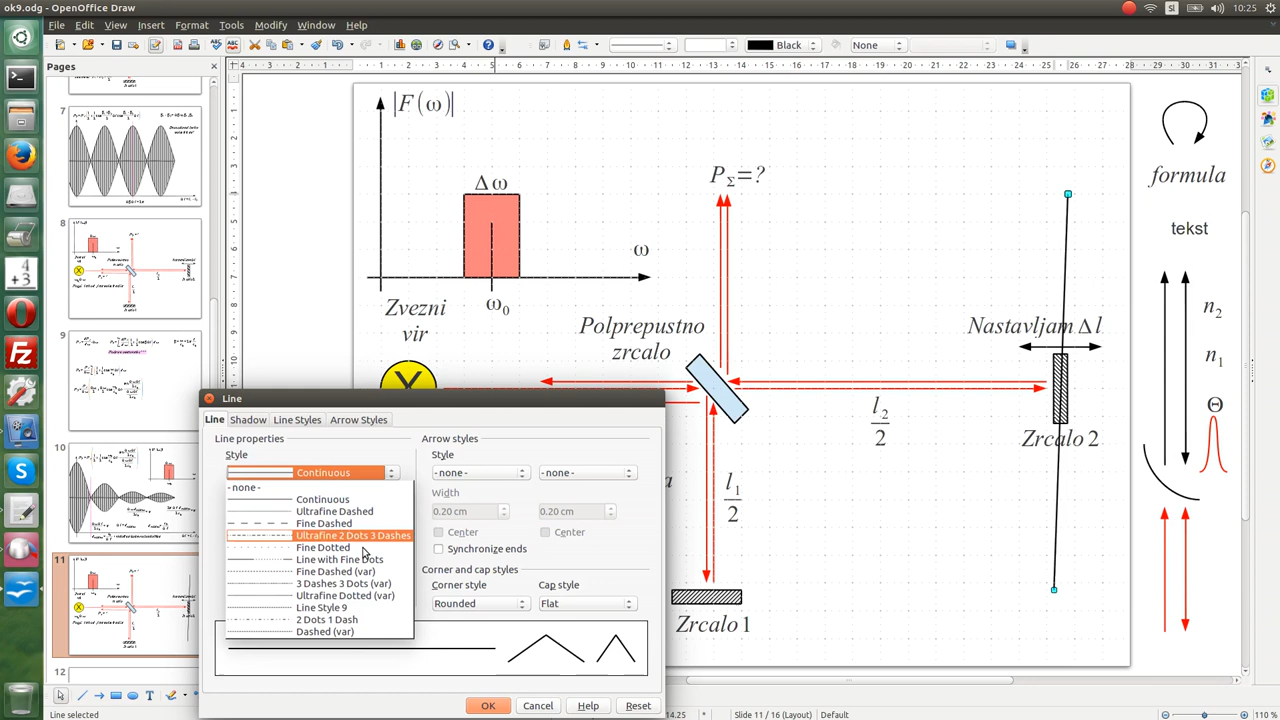 ok9.odg - OpenOffice Draw
Sl
10:25
File Edit View Insert Format Tools Modify Window Help
Black
None
Pages
7
8
9
10
11
12
|F(ω)|
Δω
ω
ω₀
Zvezni
vir
P_Σ=?
Polprepustno
zrcalo
Nastavljam Δl
l₂
2
Zrcalo 2
l₁
2
Zrcalo 1
a
formula
tekst
n₂
n₁
Θ
Line
Line Shadow Line Styles Arrow Styles
Line properties
Style
Continuous
- none -
Continuous
Ultrafine Dashed
Fine Dashed
Ultrafine 2 Dots 3 Dashes
Fine Dotted
Line with Fine Dots
Fine Dashed (var)
3 Dashes 3 Dots (var)
Ultrafine Dotted (var)
Line Style 9
2 Dots 1 Dash
Dashed (var)
Arrow styles
Style
- none - - none -
Width
0.20 cm 0.20 cm
Center Center
Synchronize ends
Corner and cap styles
Corner style Cap style
Rounded Flat
OK Cancel Help Reset
Line selected
14.25 * Slide 11 / 16 (Layout) Default 110 %